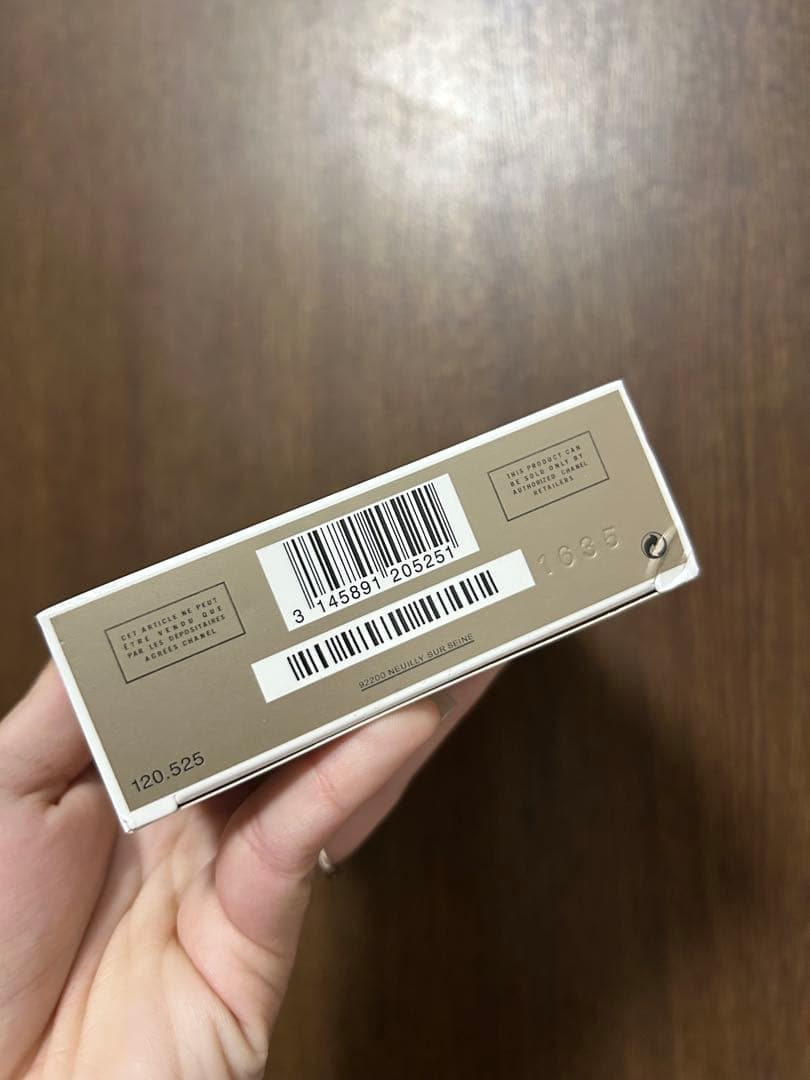 CET ARTICLE NE PEUT
ÊTRE VENDU QUE
PAR LES DÉPOSITAIRES
AGRÉÉS CHANEL
3 145891 205251
THIS PRODUCT CAN
BE SOLD ONLY BY
AUTHORIZED CHANEL
RETAILERS
1635
92200 NEUILLY SUR SEINE
120.525